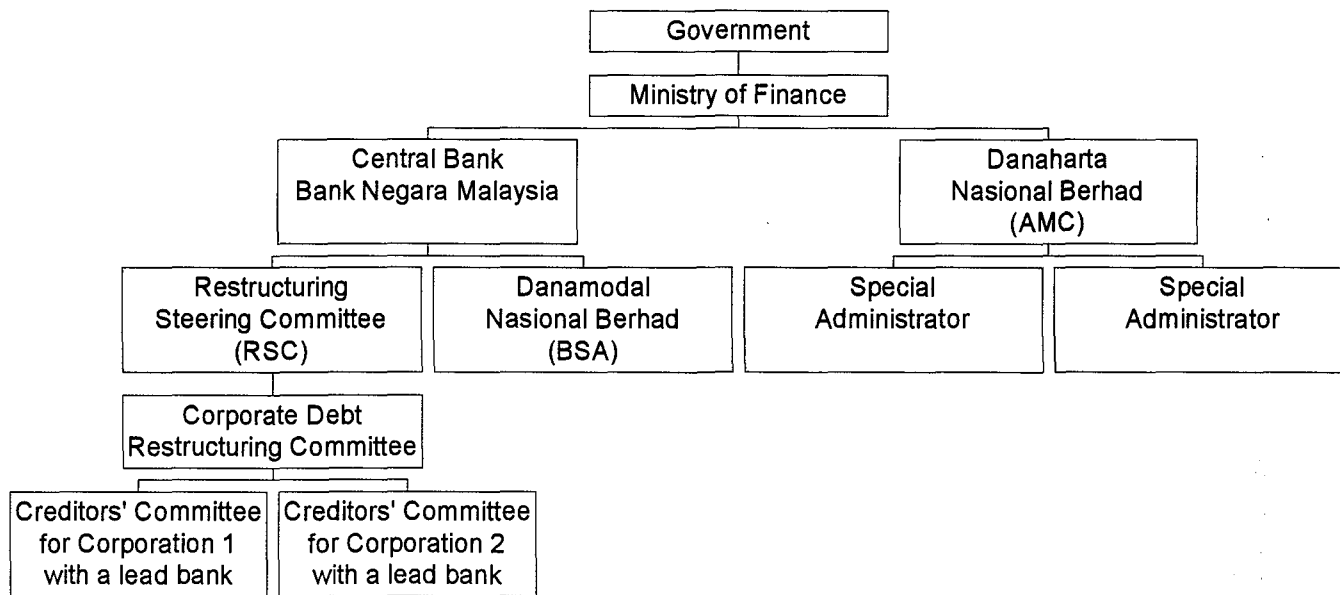 Government
Ministry of Finance
Central Bank
Bank Negara Malaysia
Danaharta
Nasional Berhad
(AMC)
Restructuring
Steering Committee
(RSC)
Danamodal
Nasional Berhad
(BSA)
Special
Administrator
Special
Administrator
Corporate Debt
Restructuring Committee
Creditors' Committee
for Corporation 1
with a lead bank
Creditors' Committee
for Corporation 2
with a lead bank